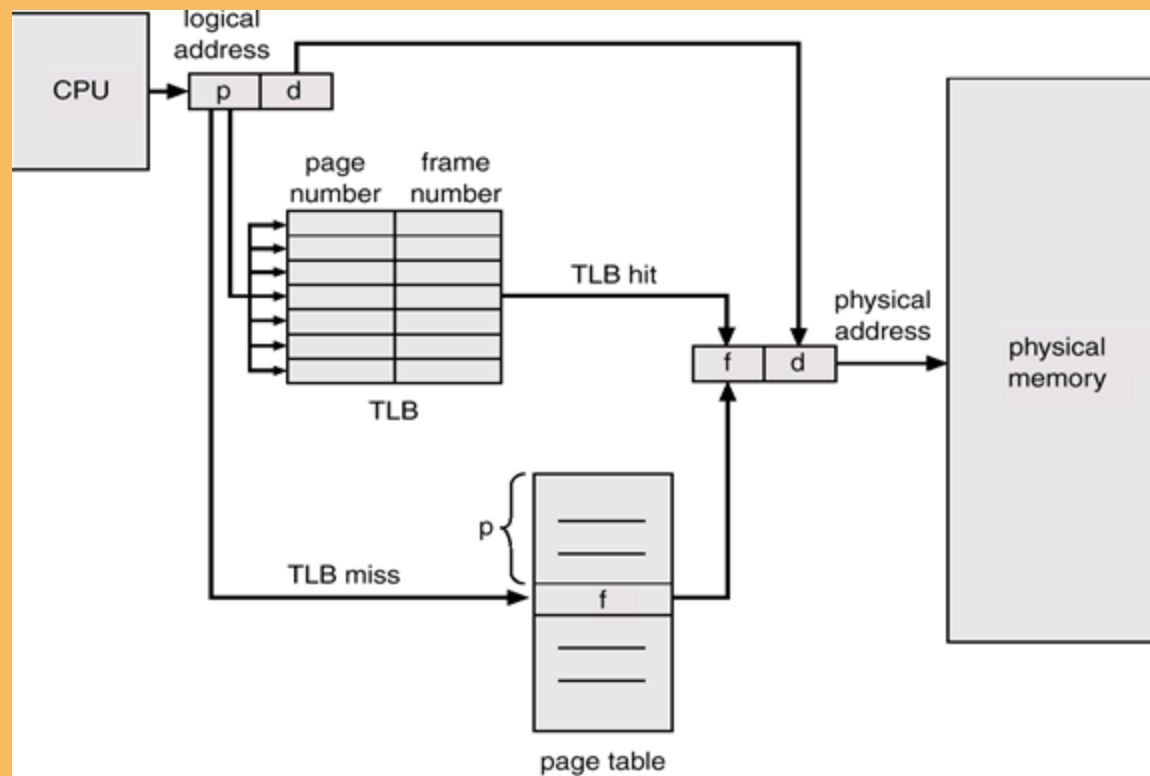 logical
address
CPU
p
d
page
number
frame
number
TLB hit
physical
address
f
d
physical
memory
TLB
p
TLB miss
f
page table